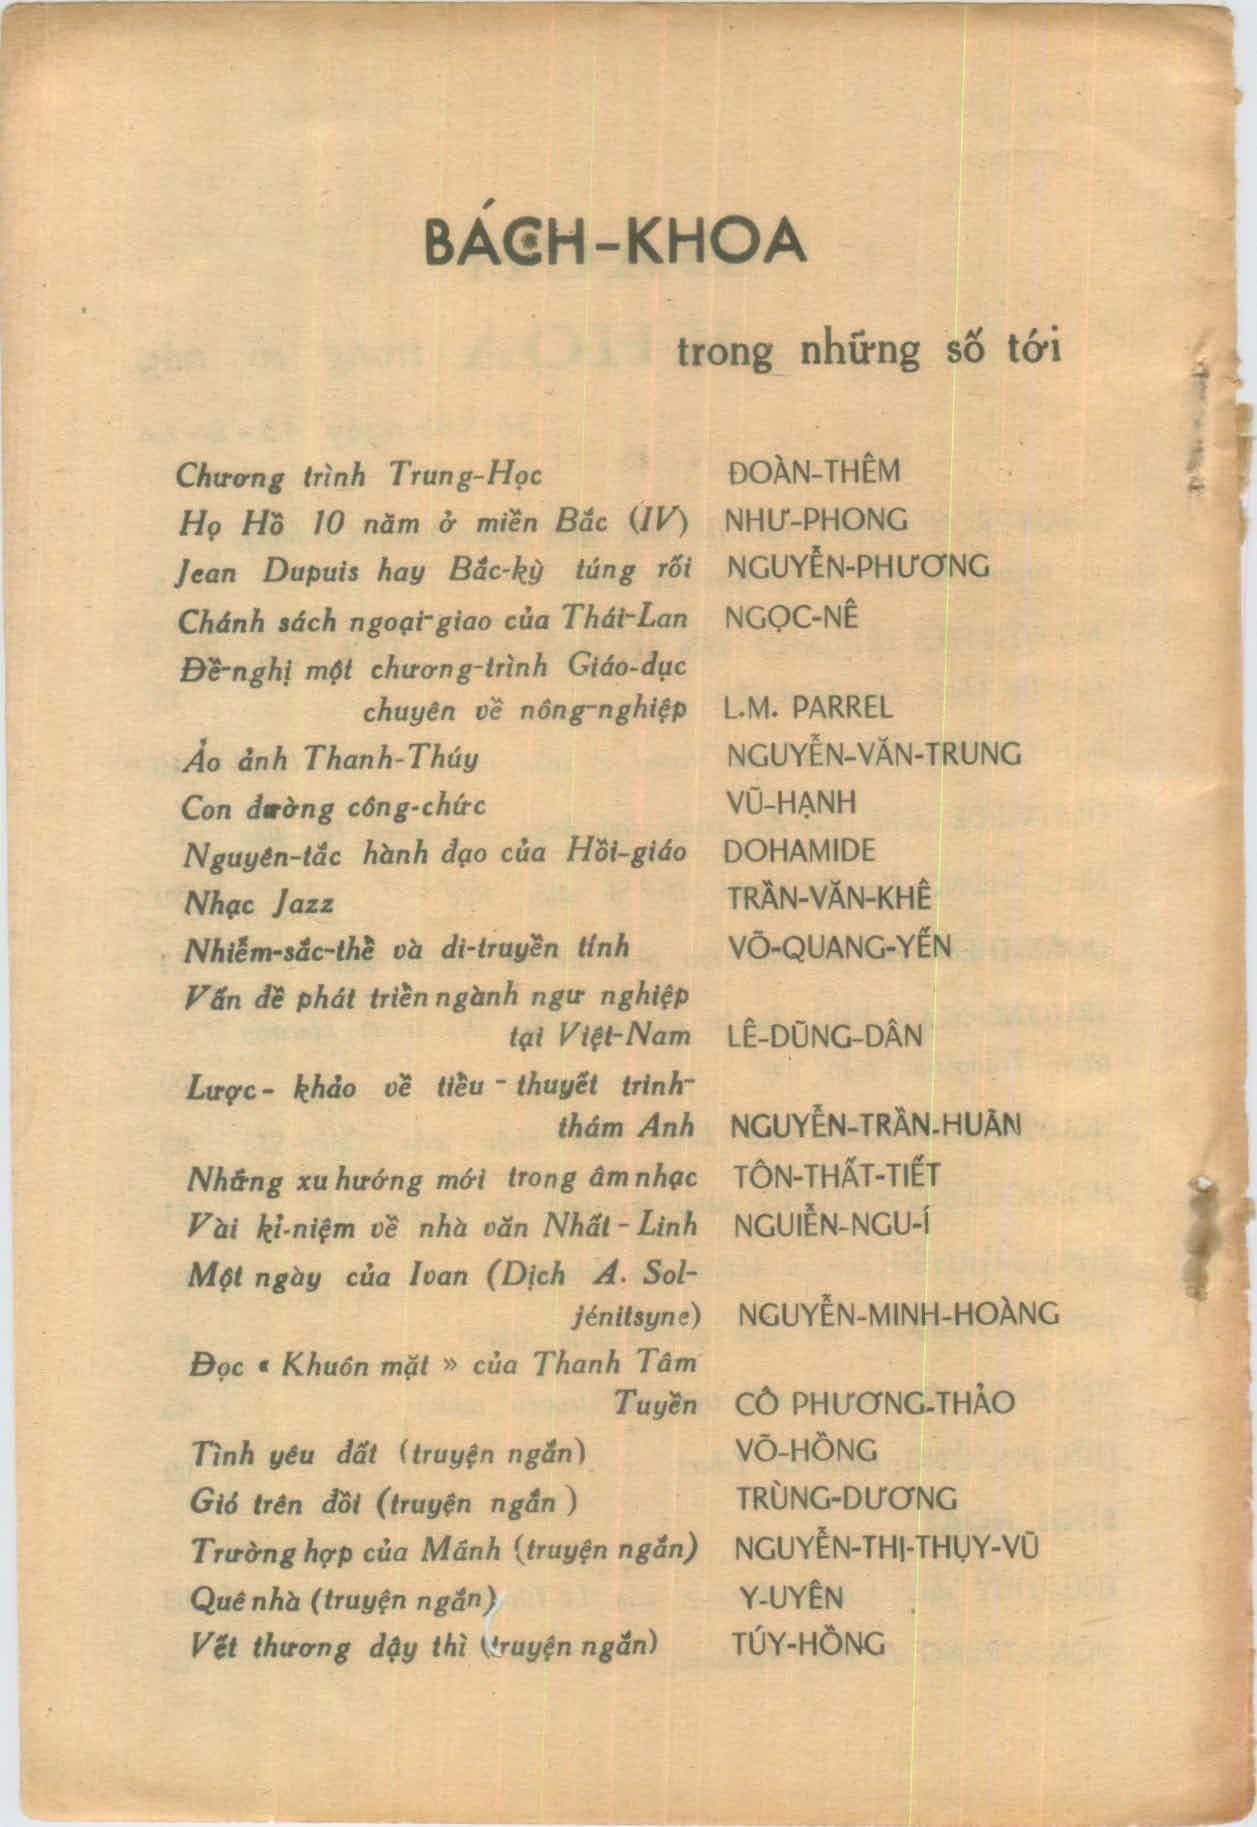 BÁCH-KHOA
trong những số tới
Chương trình Trung-Học ĐOÀN-THÊM
Họ Hồ 10 năm ở miền Bắc (IV) NHƯ-PHONG
Jean Dupuis hay Bắc-kỳ túng rối NGUYỄN-PHƯƠNG
Chánh sách ngoại-giao của Thái-Lan NGỌC-NÊ
Đề-nghị một chương-trình Giáo-dục
chuyên về nông-nghiệp L.M. PARREL
Ảo ảnh Thanh-Thúy NGUYỄN-VĂN-TRUNG
Con đường công-chức VŨ-HẠNH
Nguyên-tắc hành đạo của Hồi-giáo DOHAMIDE
Nhạc Jazz TRẦN-VĂN-KHÊ
Nhiễm-sắc-thể và di-truyền tính VÕ-QUANG-YẾN
Vấn đề phát triển ngành ngư nghiệp
tại Việt-Nam LÊ-DŨNG-DÂN
Lược - khảo về tiểu - thuyết trinh-
thám Anh NGUYỄN-TRẦN-HUÂN
Những xu hướng mới trong âm nhạc TÔN-THẤT-TIẾT
Vài kỉ-niệm về nhà văn Nhất - Linh NGUIỄN-NGU-Í
Một ngày của Ivan (Dịch A. Sol-
jénitsyne) NGUYỄN-MINH-HOÀNG
Đọc « Khuôn mặt » của Thanh Tâm
Tuyền CÔ PHƯƠNG-THẢO
Tình yêu đất (truyện ngắn) VÕ-HỒNG
Gió trên đồi (truyện ngắn ) TRÙNG-DƯƠNG
Trường hợp của Mánh (truyện ngắn) NGUYỄN-THỊ-THỤY-VŨ
Quê nhà (truyện ngắn) Y-UYÊN
Vết thương dậy thì (truyện ngắn) TÚY-HỒNG